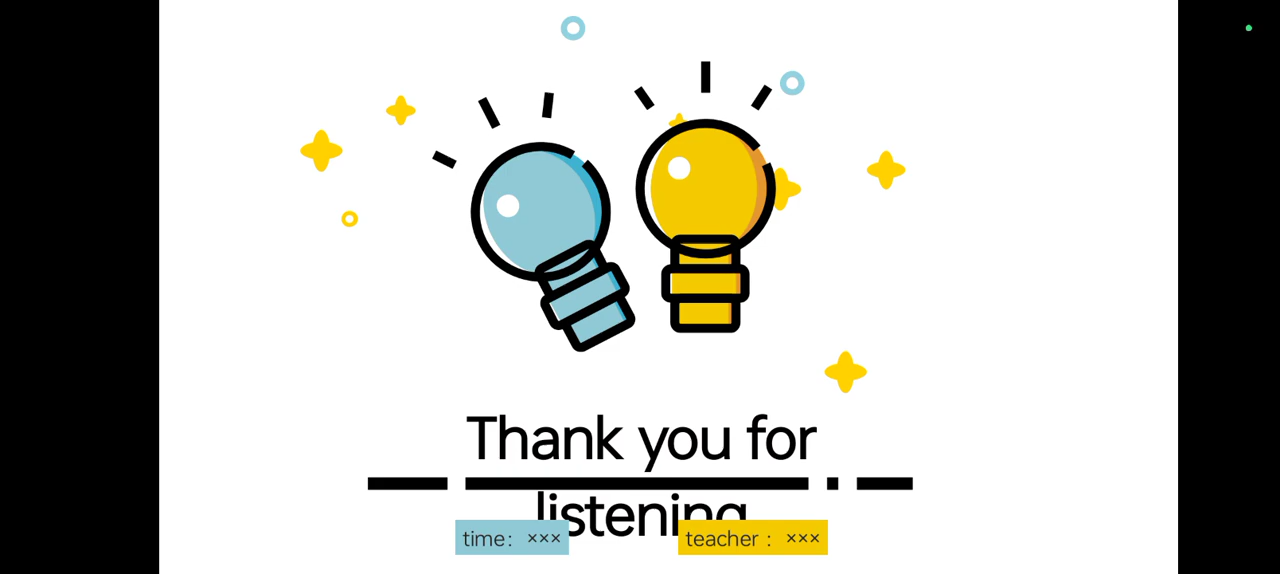 Thank you for
listening
time: ×××
teacher : ×××